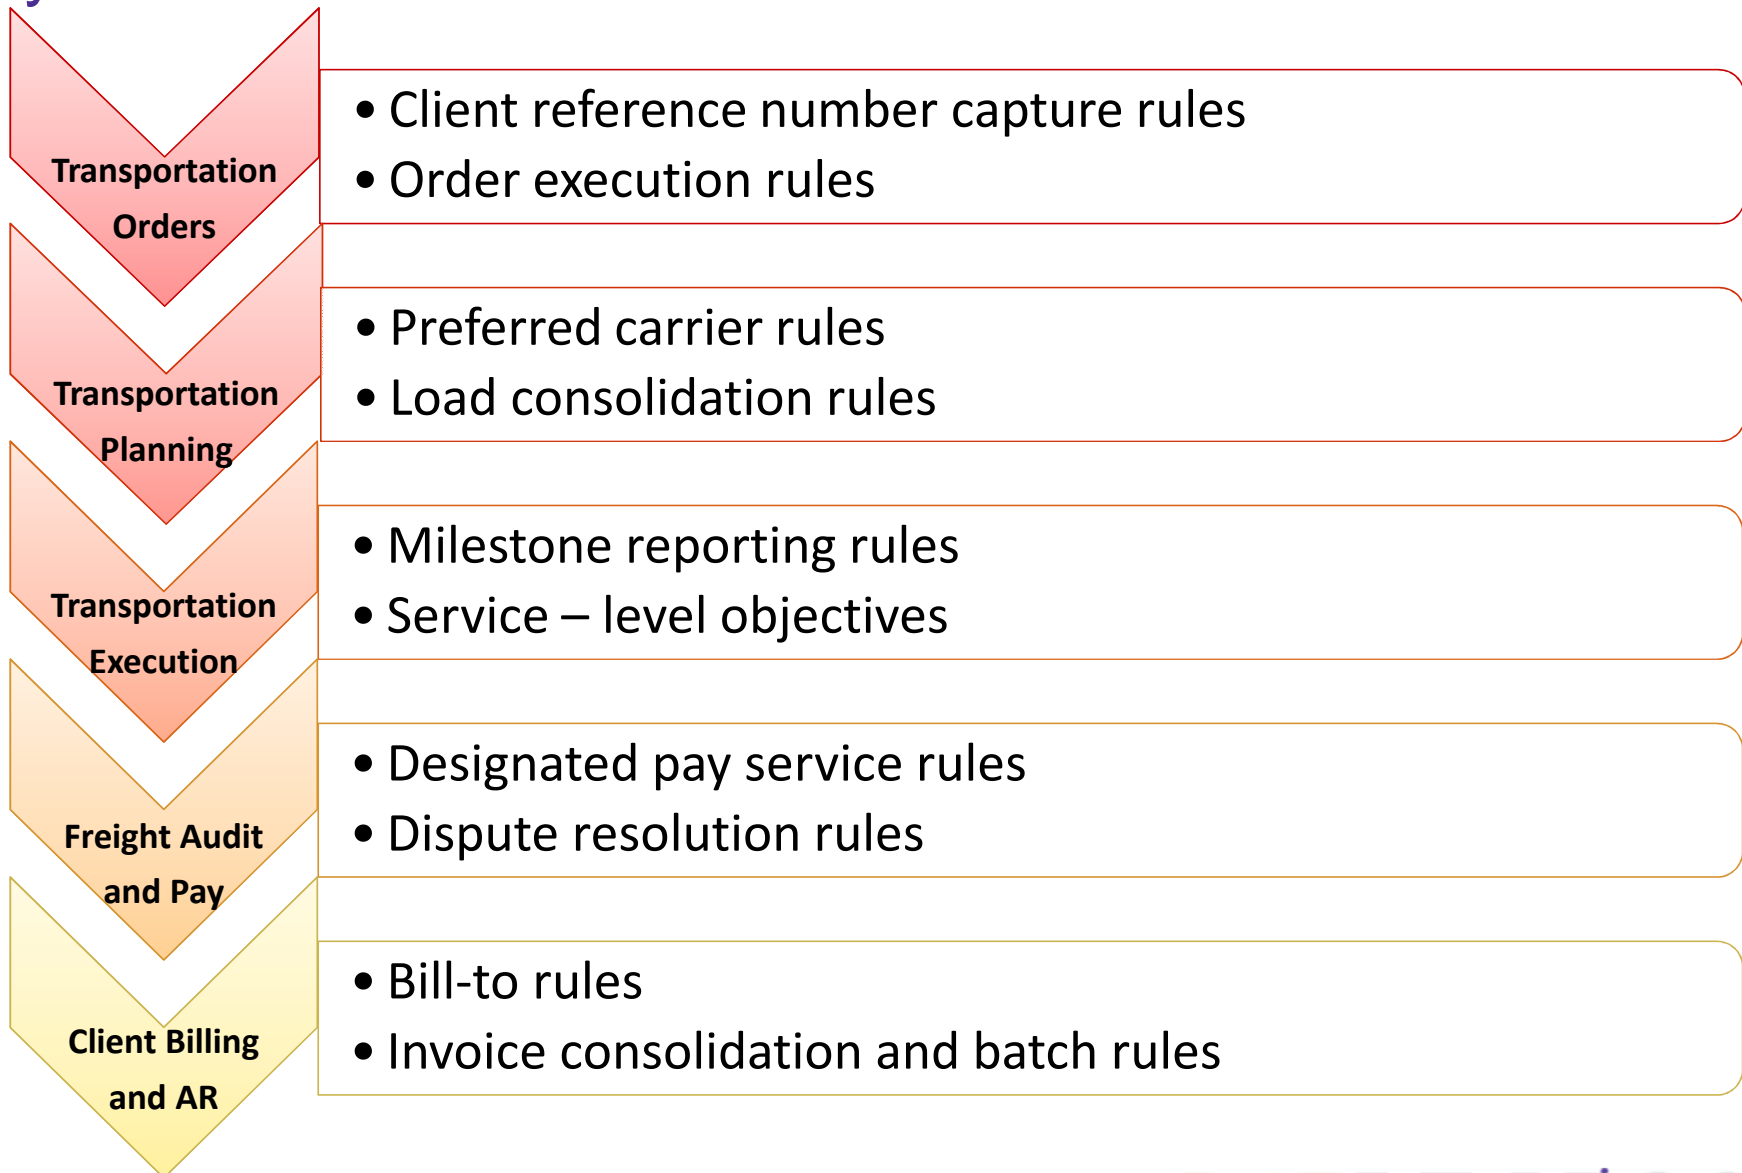 Transportation
Orders
• Client reference number capture rules
• Order execution rules
Transportation
Planning
• Preferred carrier rules
• Load consolidation rules
Transportation
Execution
• Milestone reporting rules
• Service – level objectives
Freight Audit
and Pay
• Designated pay service rules
• Dispute resolution rules
Client Billing
and AR
• Bill-to rules
• Invoice consolidation and batch rules